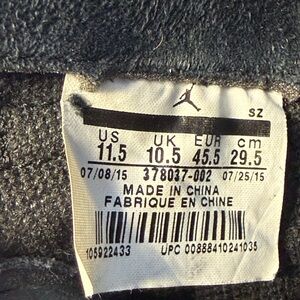 SZ
US UK EUR cm
11.5 10.5 45.5 29.5
07/08/15 378037-002 07/25/15
MADE IN CHINA
FABRIQUE EN CHINE
105922433 UPC 00888410241035